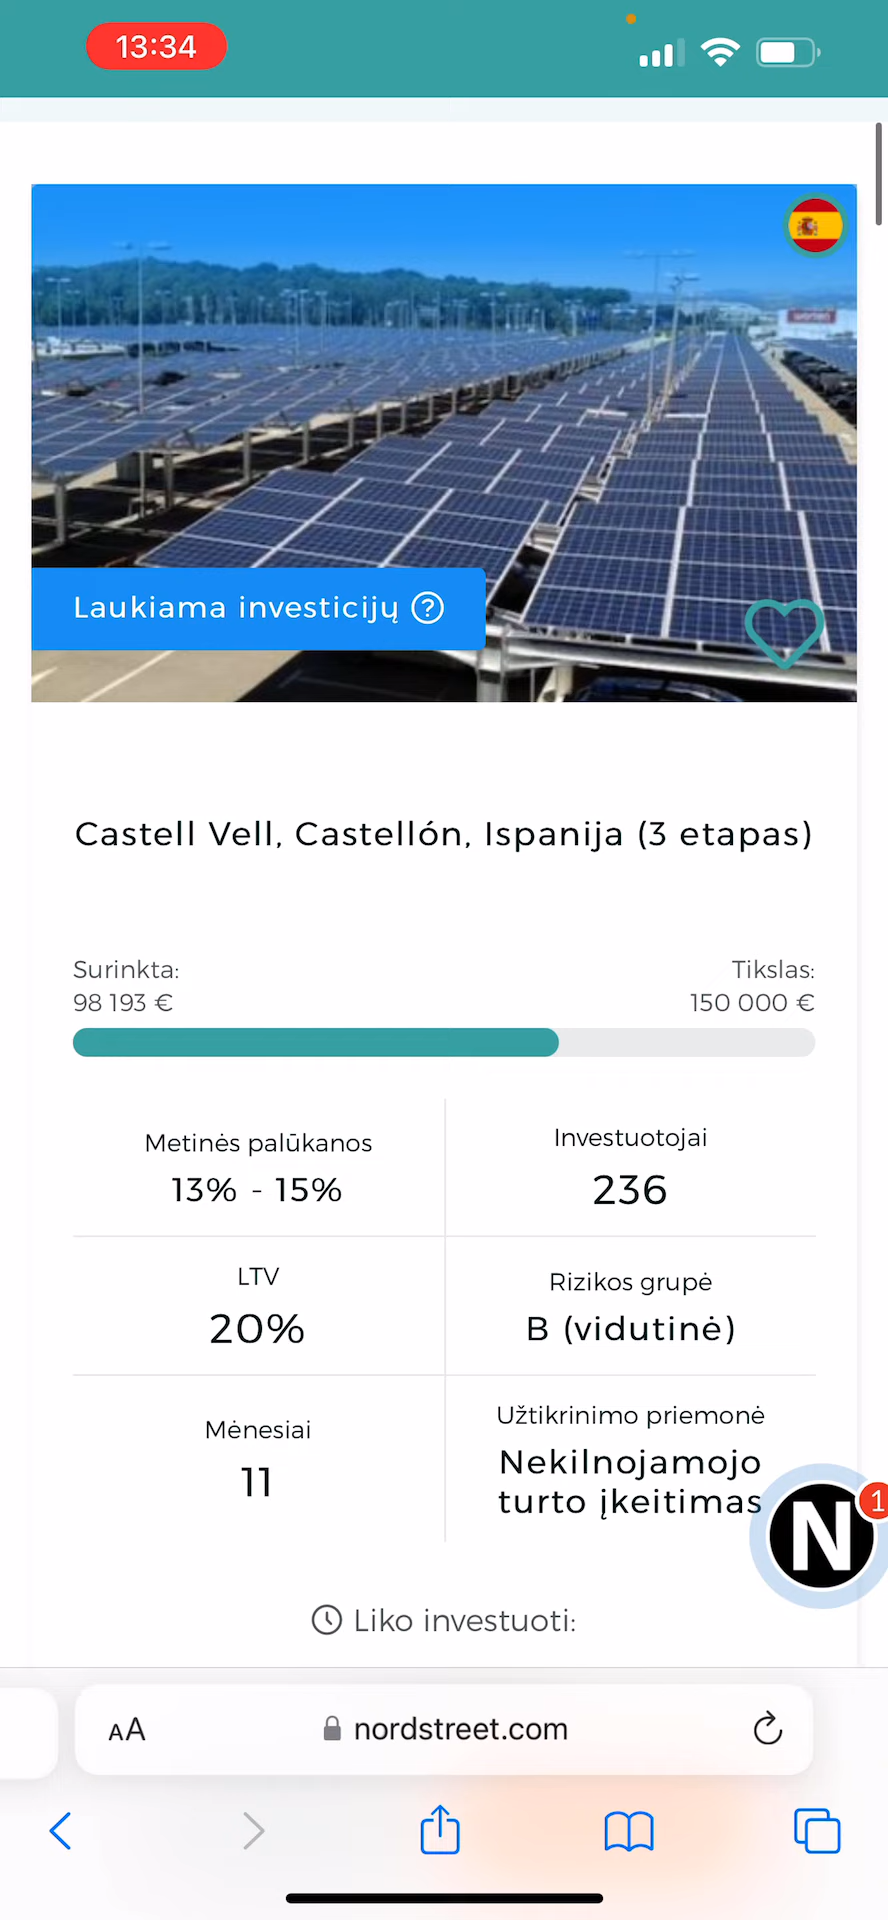 13:34
worten
Laukiama investicijų ?
Castell Vell, Castellón, Ispanija (3 etapas)
Surinkta:
98 193 €
Tikslas:
150 000 €
Metinės palūkanos
13% - 15%
Investuotojai
236
LTV
20%
Rizikos grupė
B (vidutinė)
Mėnesiai
11
Užtikrinimo priemonė
Nekilnojamojo
turto įkeitimas
N
1
Liko investuoti:
AA
nordstreet.com